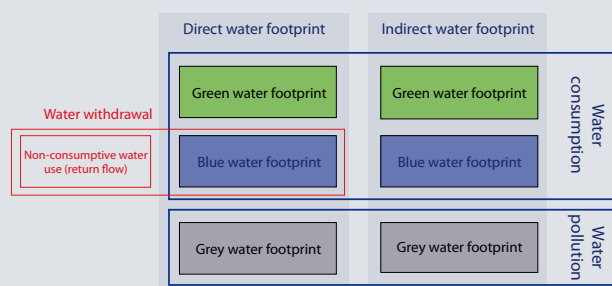 Direct water footprint
Indirect water footprint
Green water footprint
Green water footprint
Water withdrawal
Non-consumptive water
use (return flow)
Blue water footprint
Blue water footprint
Water
consumption
Grey water footprint
Grey water footprint
Water
pollution